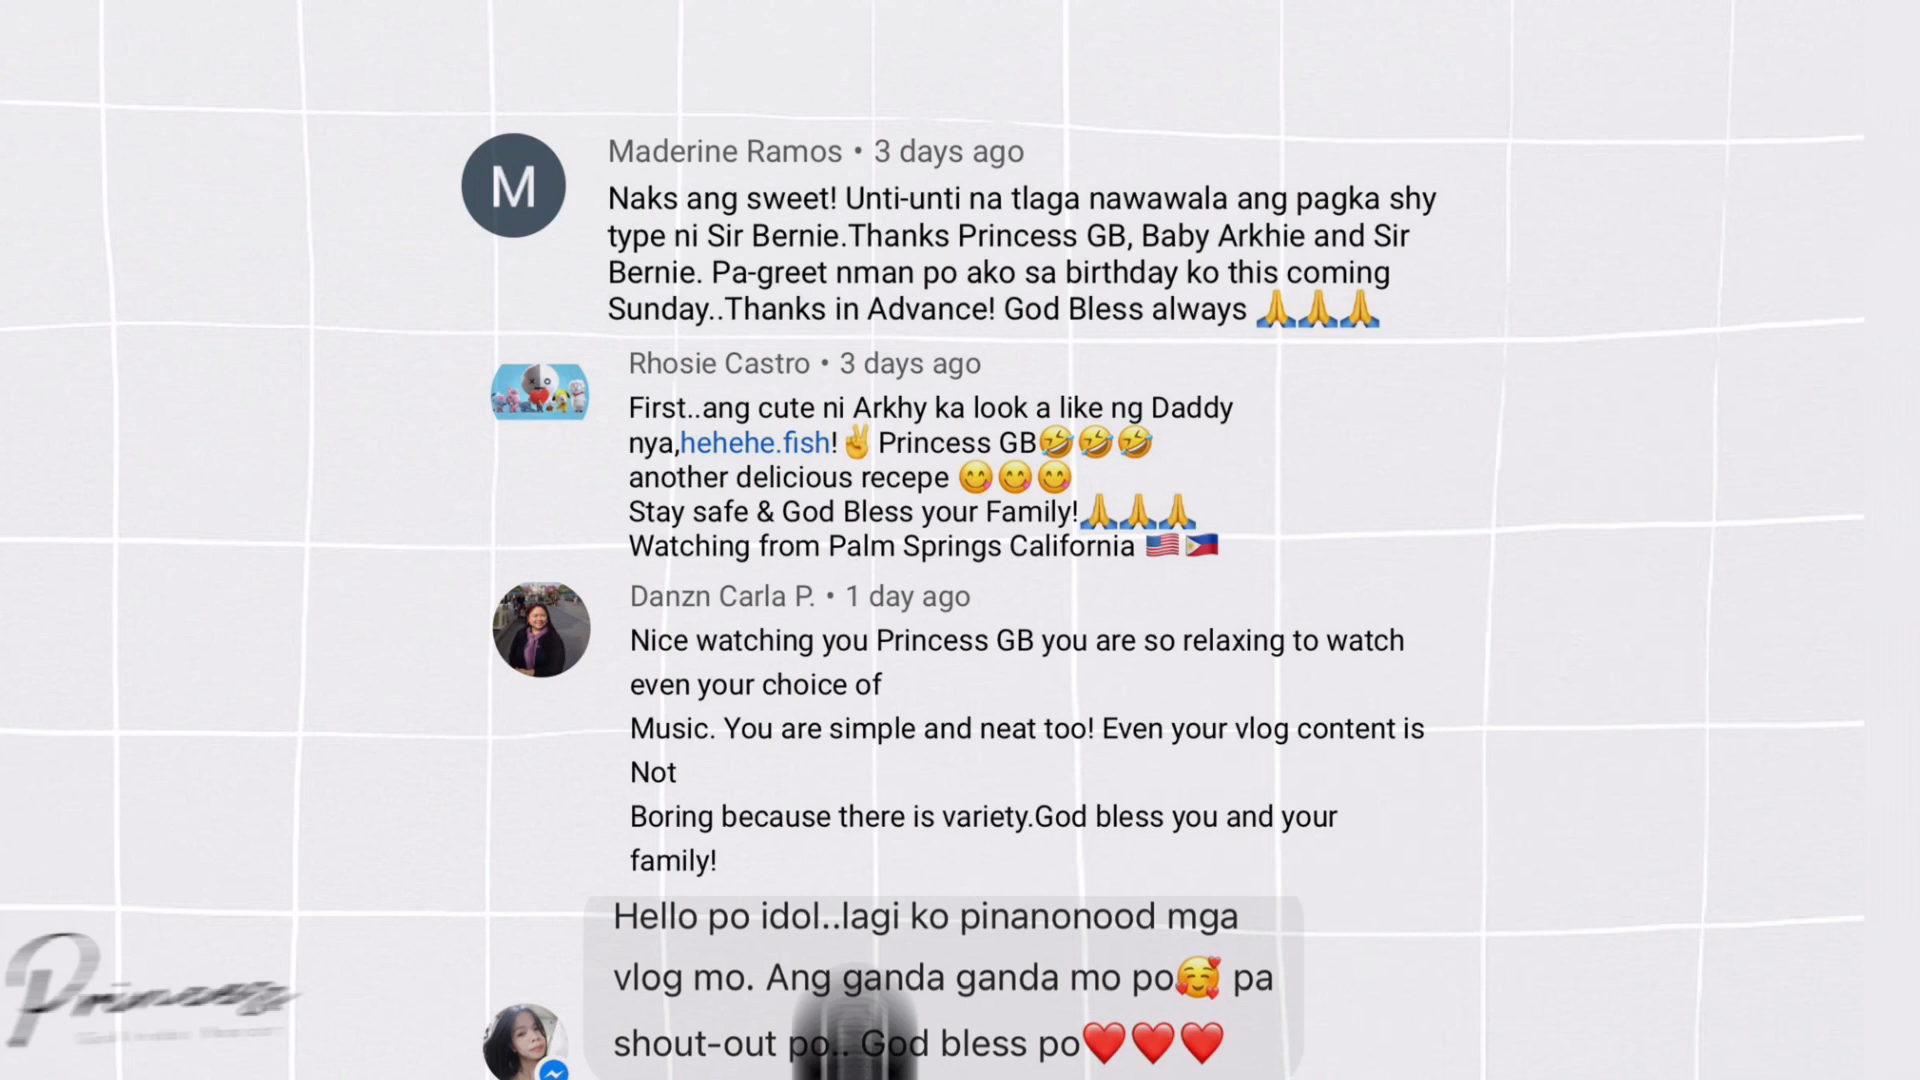 M
Maderine Ramos • 3 days ago
Naks ang sweet! Unti-unti na tlaga nawawala ang pagka shy
type ni Sir Bernie.Thanks Princess GB, Baby Arkhie and Sir
Bernie. Pa-greet nman po ako sa birthday ko this coming
Sunday..Thanks in Advance! God Bless always 🙏🙏🙏
Rhosie Castro • 3 days ago
First..ang cute ni Arkhy ka look a like ng Daddy
nya,hehehe.fish!✌️Princess GB🤣🤣🤣
another delicious recepe 😋😋😋
Stay safe & God Bless your Family!🙏🙏🙏
Watching from Palm Springs California 🇺🇸🇵🇭
Danzn Carla P. • 1 day ago
Nice watching you Princess GB you are so relaxing to watch
even your choice of
Music. You are simple and neat too! Even your vlog content is
Not
Boring because there is variety.God bless you and your
family!
Hello po idol..lagi ko pinanonood mga
vlog mo. Ang ganda ganda mo po🥰 pa
shout-out po.. God bless po❤️❤️❤️
Princess